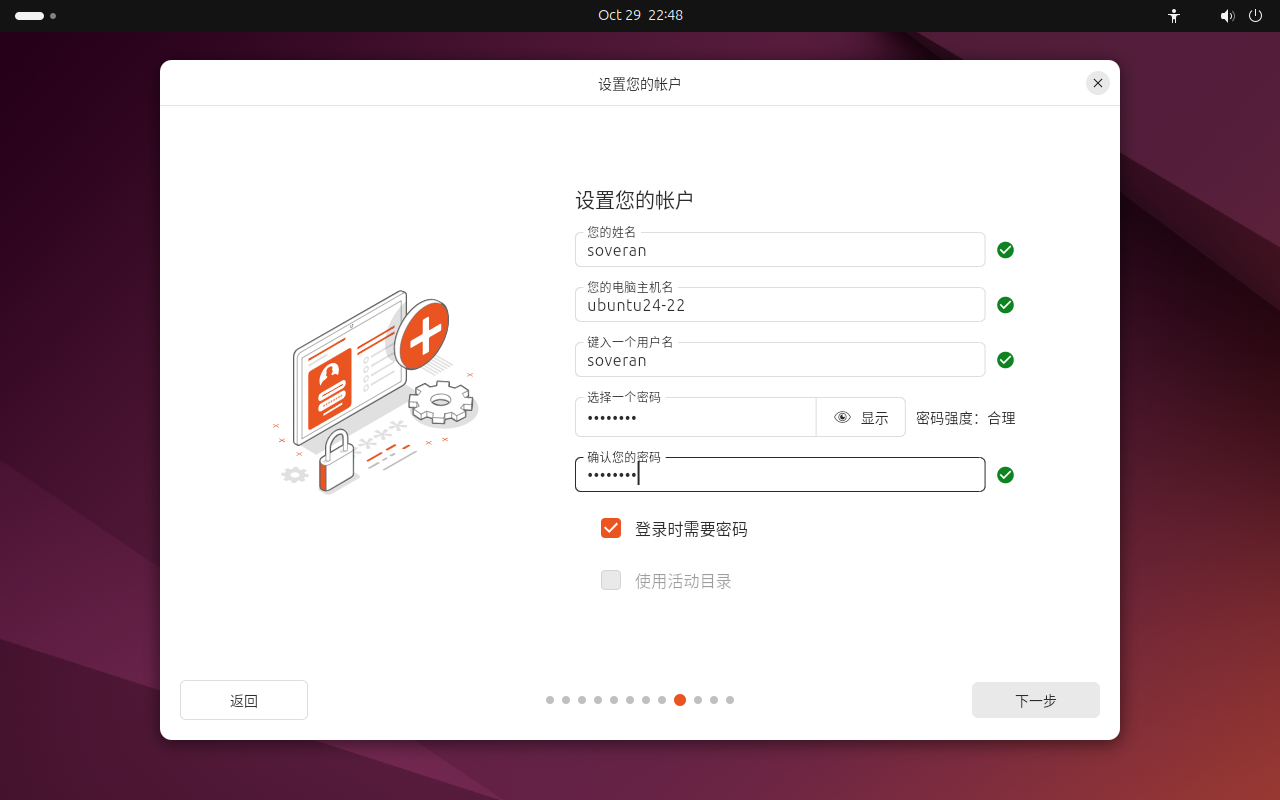 Oct 29 22:48
设置您的帐户
设置您的帐户
您的姓名
soveran
您的电脑主机名
ubuntu24-22
键入一个用户名
soveran
选择一个密码
•••••••• 显示 密码强度：合理
确认您的密码
••••••••
登录时需要密码
使用活动目录
返回 下一步